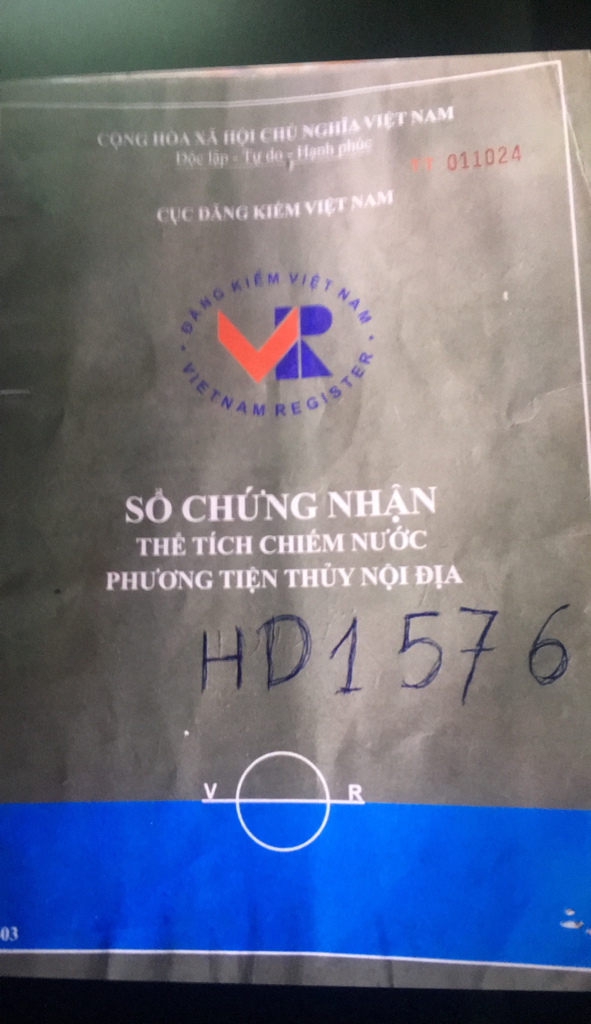 CỘNG HÒA XÃ HỘI CHỦ NGHĨA VIỆT NAM
Độc lập - Tự do - Hạnh phúc
011024
CỤC ĐĂNG KIỂM VIỆT NAM
• ĐĂNG KIỂM VIỆT NAM •
VR
VIETNAM REGISTER
SỔ CHỨNG NHẬN
THỂ TÍCH CHIẾM NƯỚC
PHƯƠNG TIỆN THỦY NỘI ĐỊA
HD1576
V R
03